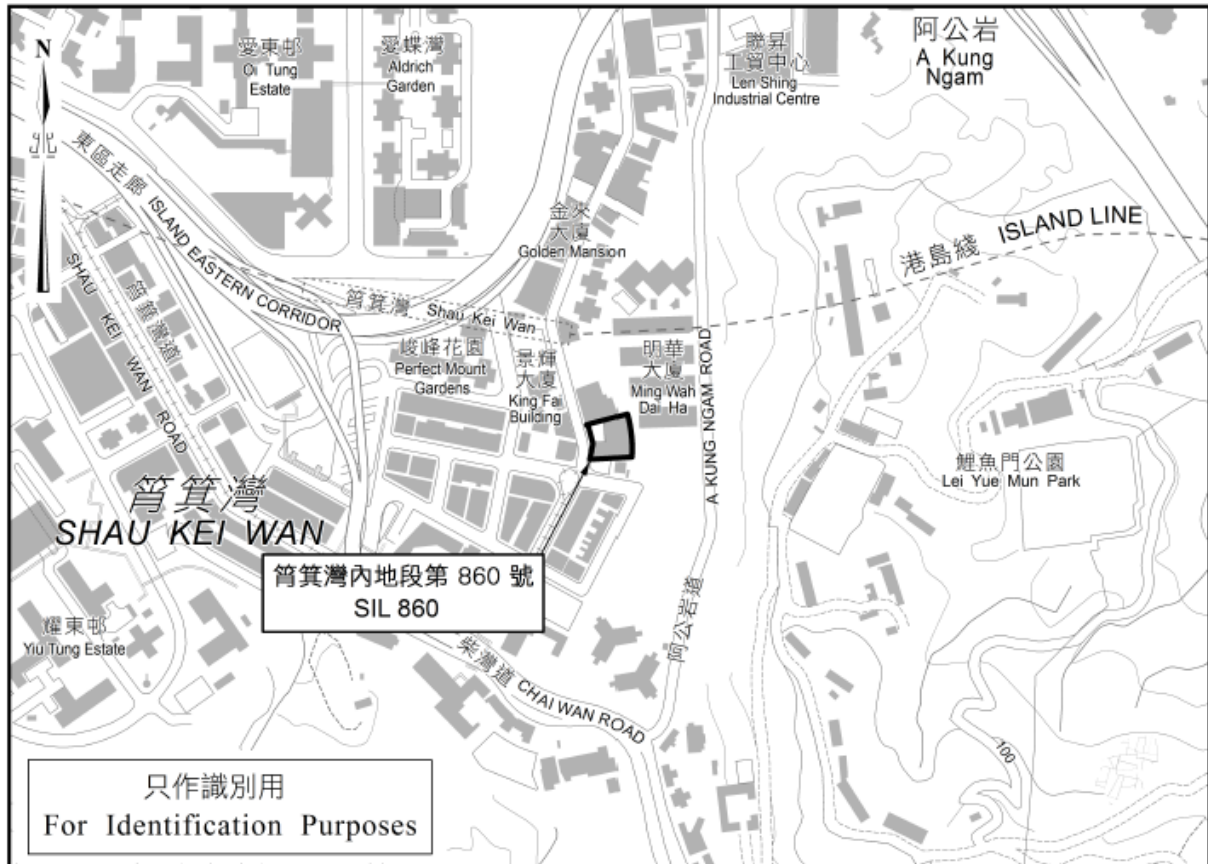 N
北
愛東邨
Oi Tung
Estate
愛蝶灣
Aldrich
Garden
聯昇
工貿中心
Len Shing
Industrial Centre
阿公岩
A Kung
Ngam
東區走廊 ISLAND EASTERN CORRIDOR
筲箕灣道
SHAU KEI WAN ROAD
金文
大廈
Golden Mansion
港島綫 ISLAND LINE
筲箕灣 Shau Kei Wan
峻峰花園
Perfect Mount
Gardens
景輝
大廈
King Fai
Building
明華
大廈
Ming Wah
Dai Ha
A KUNG NGAM ROAD
阿公岩道
鯉魚門公園
Lei Yue Mun Park
筲箕灣
SHAU KEI WAN
筲箕灣內地段第 860 號
SIL 860
耀東邨
Yiu Tung Estate
柴灣道 CHAI WAN ROAD
100
只作識別用
For Identification Purposes